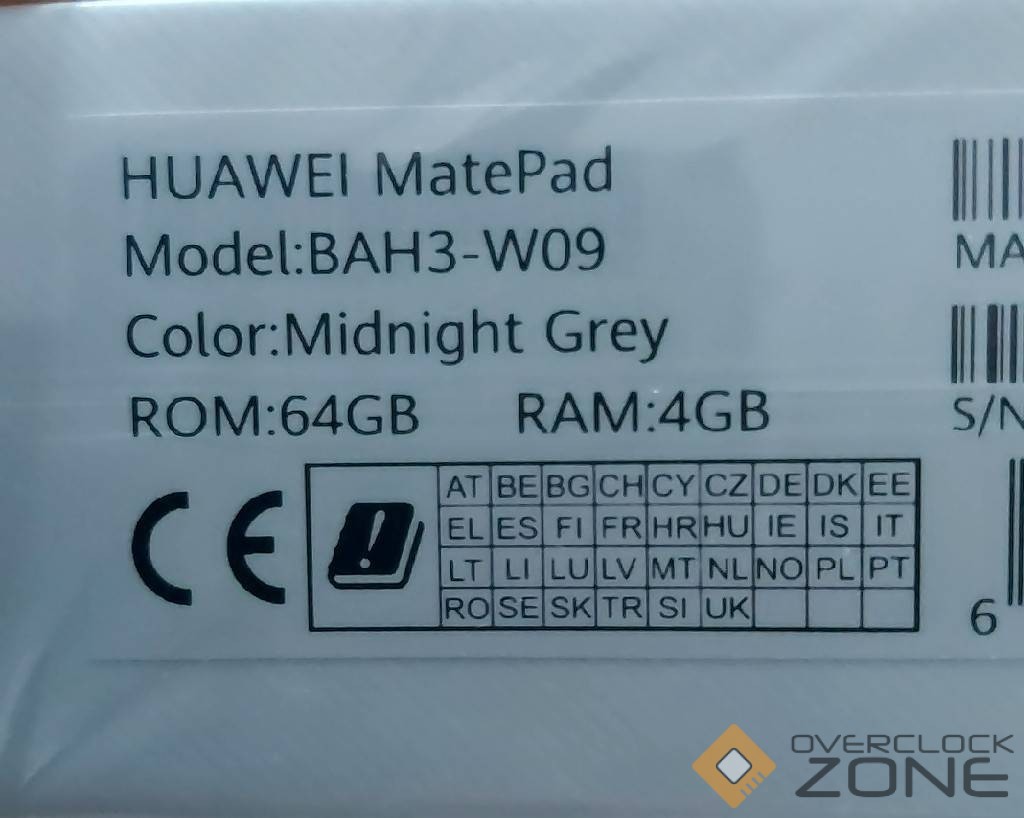 HUAWEI MatePad
Model:BAH3-W09
Color:Midnight Grey
ROM:64GB RAM:4GB
CE
AT BE BG CH CY CZ DE DK EE
EL ES FI FR HR HU IE IS IT
LT LI LU LV MT NL NO PL PT
RO SE SK TR SI UK
MA
S/N
6
OVERCLOCK
ZONE